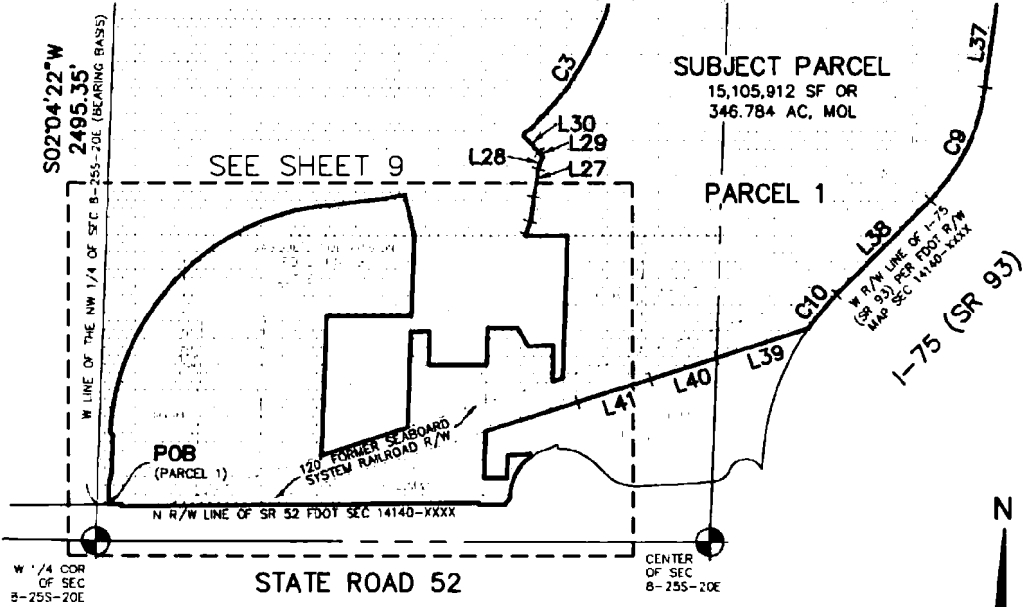 S02°04'22"W
2495.35'
(BEARING BASIS)
W LINE OF THE NW 1/4 OF SEC 8-25S-20E
SEE SHEET 9
C3
L30
L29
L28
L27
SUBJECT PARCEL
15,105,912 SF OR
346.784 AC, MOL
PARCEL 1
L37
C9
L38
W R/W LINE OF I-75
(SR 93) PER FDOT R/W
MAP SEC 14140-XXXX
I-75 (SR 93)
C10
L39
L40
L41
120' FORMER SEABOARD
SYSTEM RAILROAD R/W
POB
(PARCEL 1)
N R/W LINE OF SR 52 FDOT SEC 14140-XXXX
W 1/4 COR
OF SEC
8-25S-20E
STATE ROAD 52
CENTER
OF SEC
8-25S-20E
N